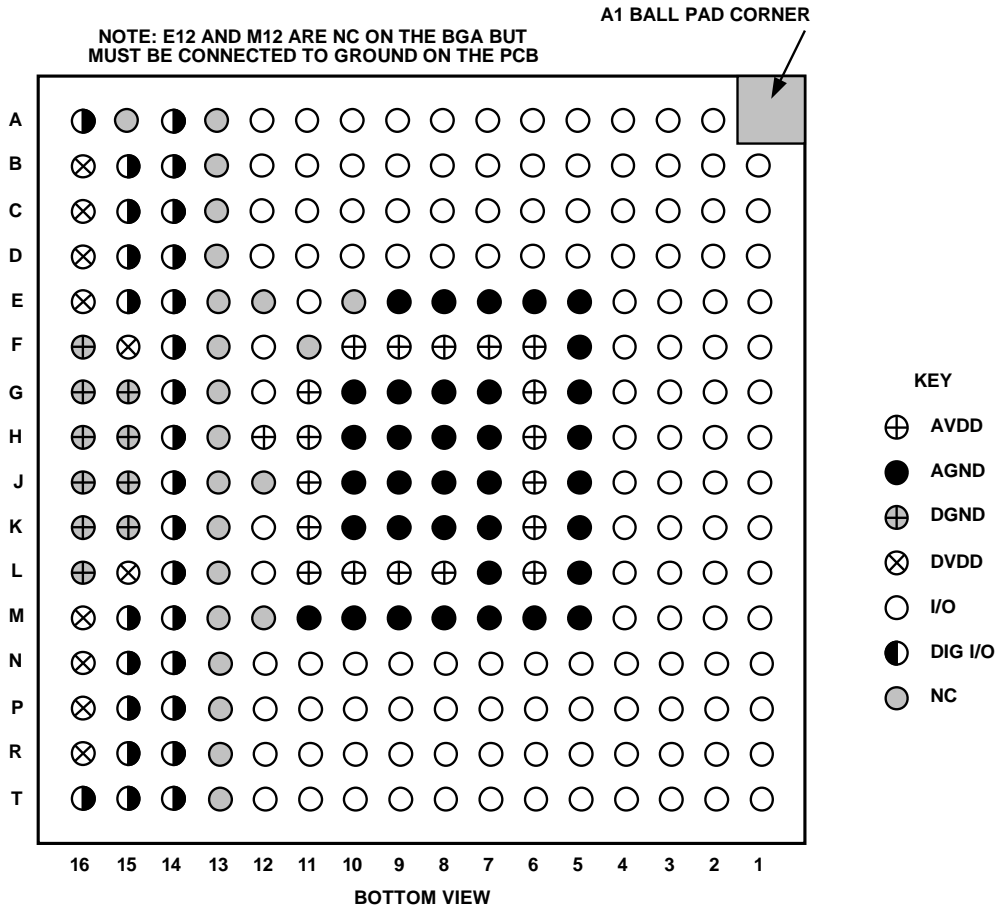 A1 BALL PAD CORNER
NOTE: E12 AND M12 ARE NC ON THE BGA BUT
MUST BE CONNECTED TO GROUND ON THE PCB
A
B
C
D
E
F
G
H
J
K
L
M
N
P
R
T
16 15 14 13 12 11 10 9 8 7 6 5 4 3 2 1
BOTTOM VIEW
KEY
AVDD
AGND
DGND
DVDD
I/O
DIG I/O
NC